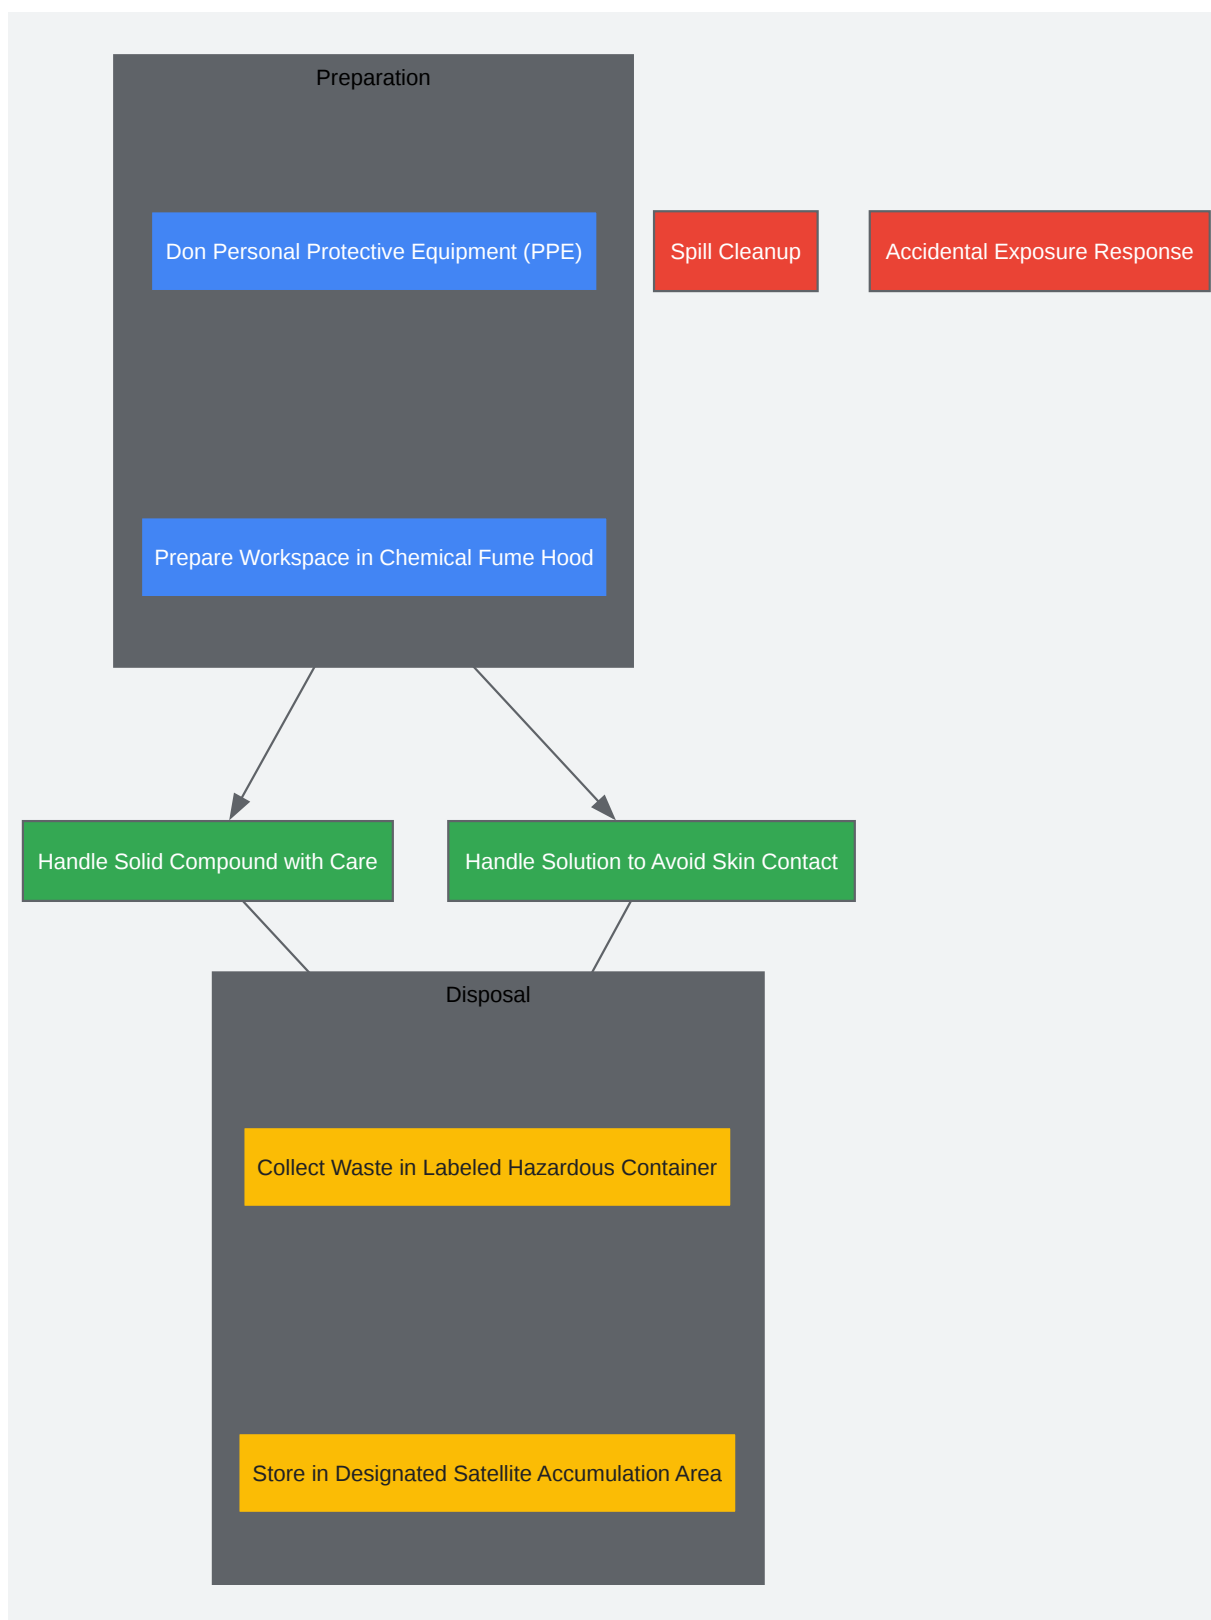 Preparation
Don Personal Protective Equipment (PPE)
Spill Cleanup
Accidental Exposure Response
Prepare Workspace in Chemical Fume Hood
Handle Solid Compound with Care
Handle Solution to Avoid Skin Contact
Disposal
Collect Waste in Labeled Hazardous Container
Store in Designated Satellite Accumulation Area